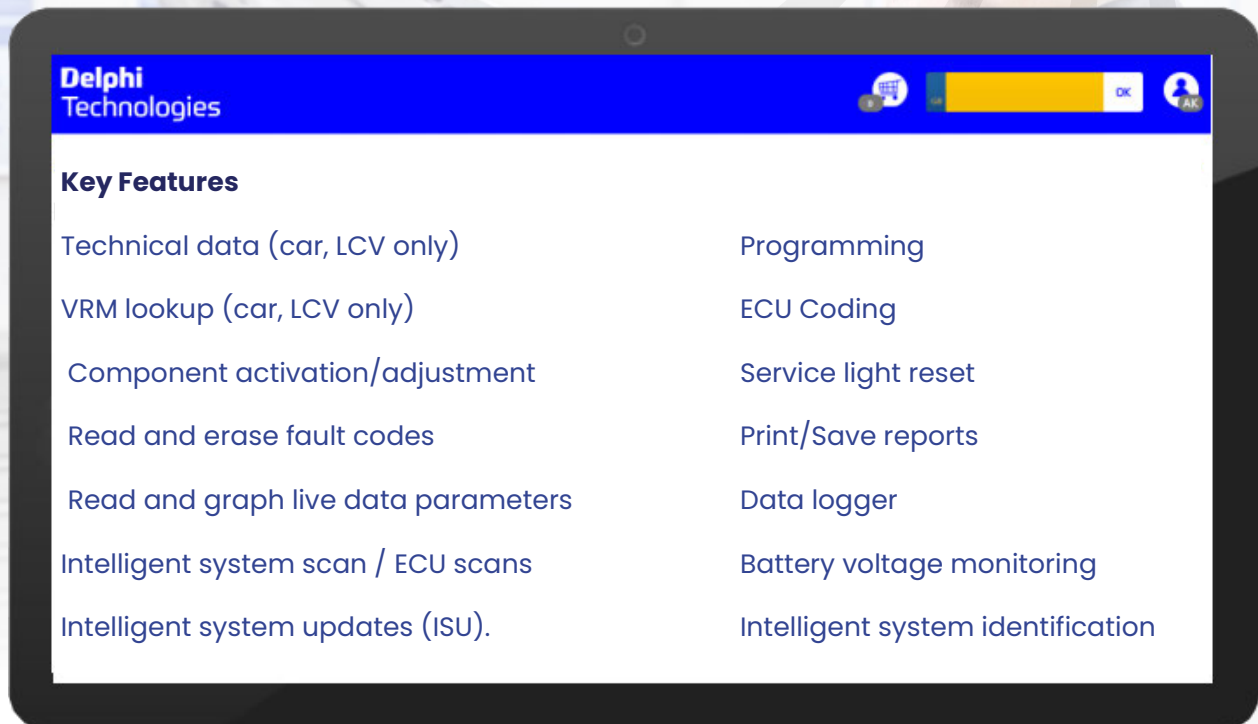 Delphi
Technologies
0
GB
OK
AK
Key Features
Technical data (car, LCV only)
VRM lookup (car, LCV only)
Component activation/adjustment
Read and erase fault codes
Read and graph live data parameters
Intelligent system scan / ECU scans
Intelligent system updates (ISU).
Programming
ECU Coding
Service light reset
Print/Save reports
Data logger
Battery voltage monitoring
Intelligent system identification